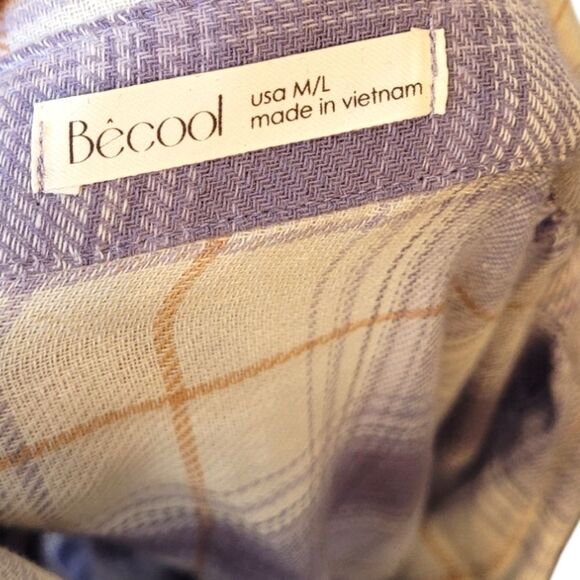 Bêcool
usa M/L
made in vietnam